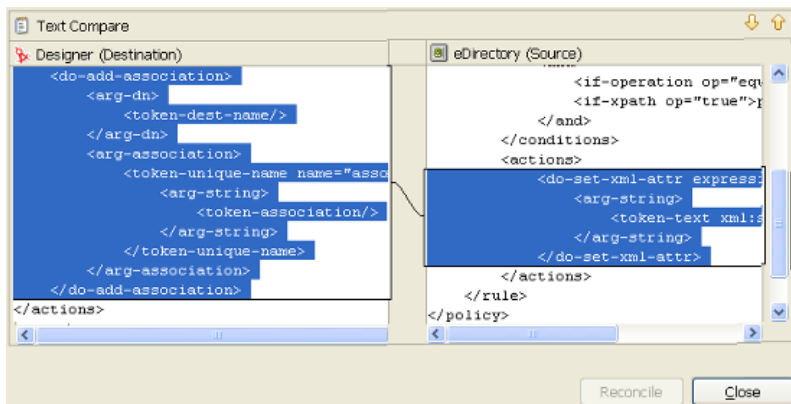 Text Compare
Designer (Destination)
<do-add-association>
<arg-dn>
<token-dest-name/>
</arg-dn>
<arg-association>
<token-unique-name name="asso
<arg-string>
<token-association/>
</arg-string>
</token-unique-name>
</arg-association>
</do-add-association>
</actions>
eDirectory (Source)
<if-operation op="equ
<if-xpath op="true">p
</and>
</conditions>
<actions>
<do-set-xml-attr express:
<arg-string>
<token-text xml:s
</arg-string>
</do-set-xml-attr>
</actions>
</rule>
</policy>
Reconcile
Close